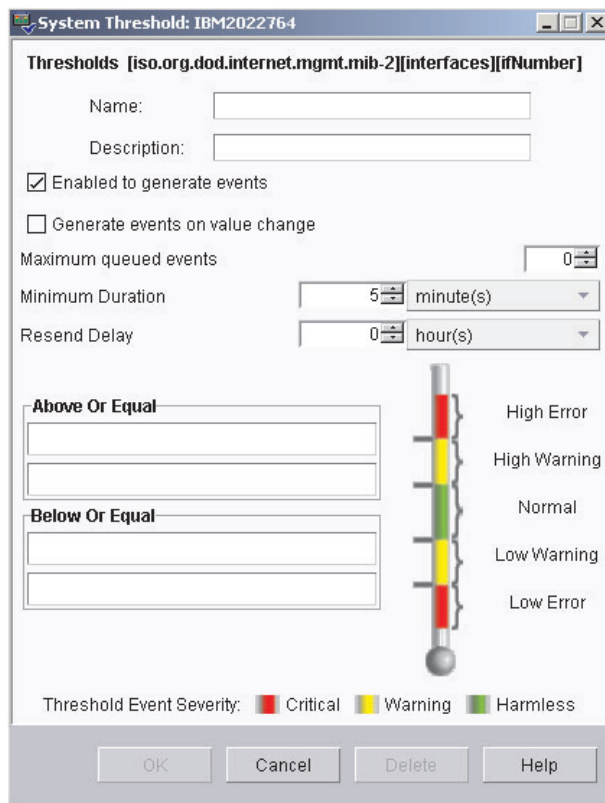 System Threshold: IBM2022764
Thresholds [iso.org.dod.internet.mgmt.mib-2][interfaces][ifNumber]
Name:
Description:
Enabled to generate events
Generate events on value change
Maximum queued events 0
Minimum Duration 5 minute(s)
Resend Delay 0 hour(s)
Above Or Equal
High Error
High Warning
Normal
Below Or Equal
Low Warning
Low Error
Threshold Event Severity: Critical Warning Harmless
OK Cancel Delete Help